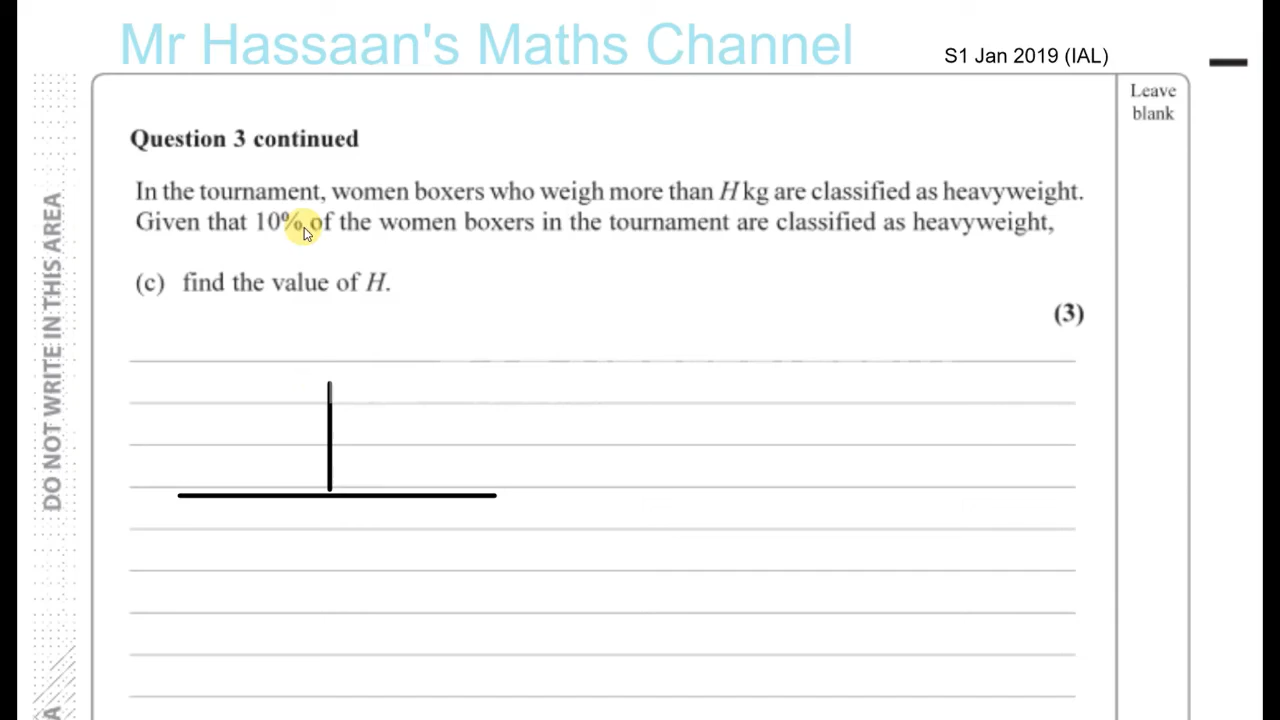 Mr Hassaan's Maths Channel
S1 Jan 2019 (IAL)
Leave
blank
Question 3 continued
In the tournament, women boxers who weigh more than H kg are classified as heavyweight.
Given that 10% of the women boxers in the tournament are classified as heavyweight,
(c) find the value of H.
(3)
DO NOT WRITE IN THIS AREA
A